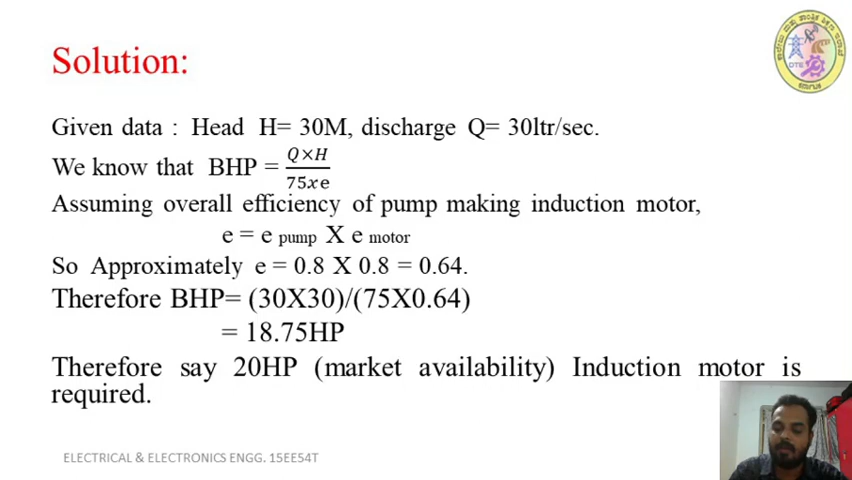 Solution:
Given data : Head H= 30M, discharge Q= 30ltr/sec.
We know that BHP = Q×H / 75xe
Assuming overall efficiency of pump making induction motor,
e = e pump X e motor
So Approximately e = 0.8 X 0.8 = 0.64.
Therefore BHP= (30X30)/(75X0.64)
= 18.75HP
Therefore say 20HP (market availability) Induction motor is
required.
ELECTRICAL & ELECTRONICS ENGG. 15EE54T
DTE